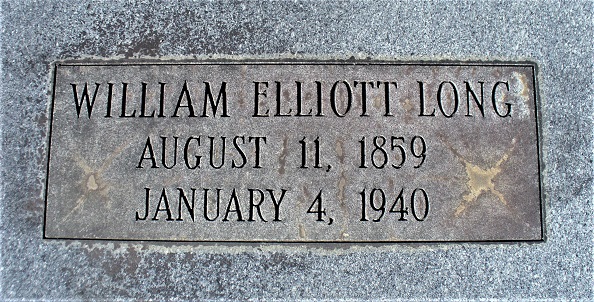 WILLIAM ELLIOTT LONG
AUGUST 11, 1859
JANUARY 4, 1940